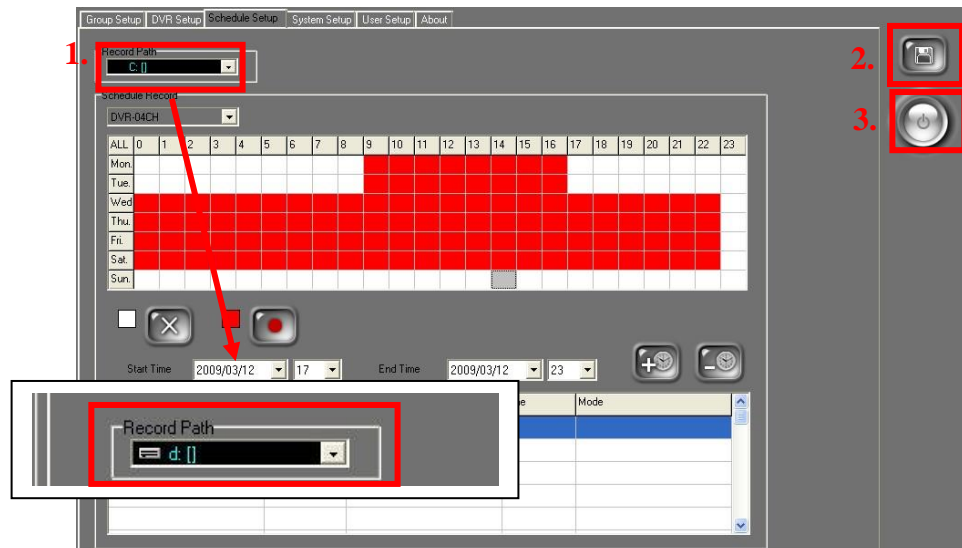 Group Setup DVR Setup Schedule Setup System Setup User Setup About
1.
Record Path
C: []
2.
3.
Schedule Record
DVR-04CH
ALL 0 1 2 3 4 5 6 7 8 9 10 11 12 13 14 15 16 17 18 19 20 21 22 23
Mon.
Tue.
Wed
Thu.
Fri.
Sat.
Sun.
Start Time 2009/03/12 17 End Time 2009/03/12 23
Mode
Record Path
d: []